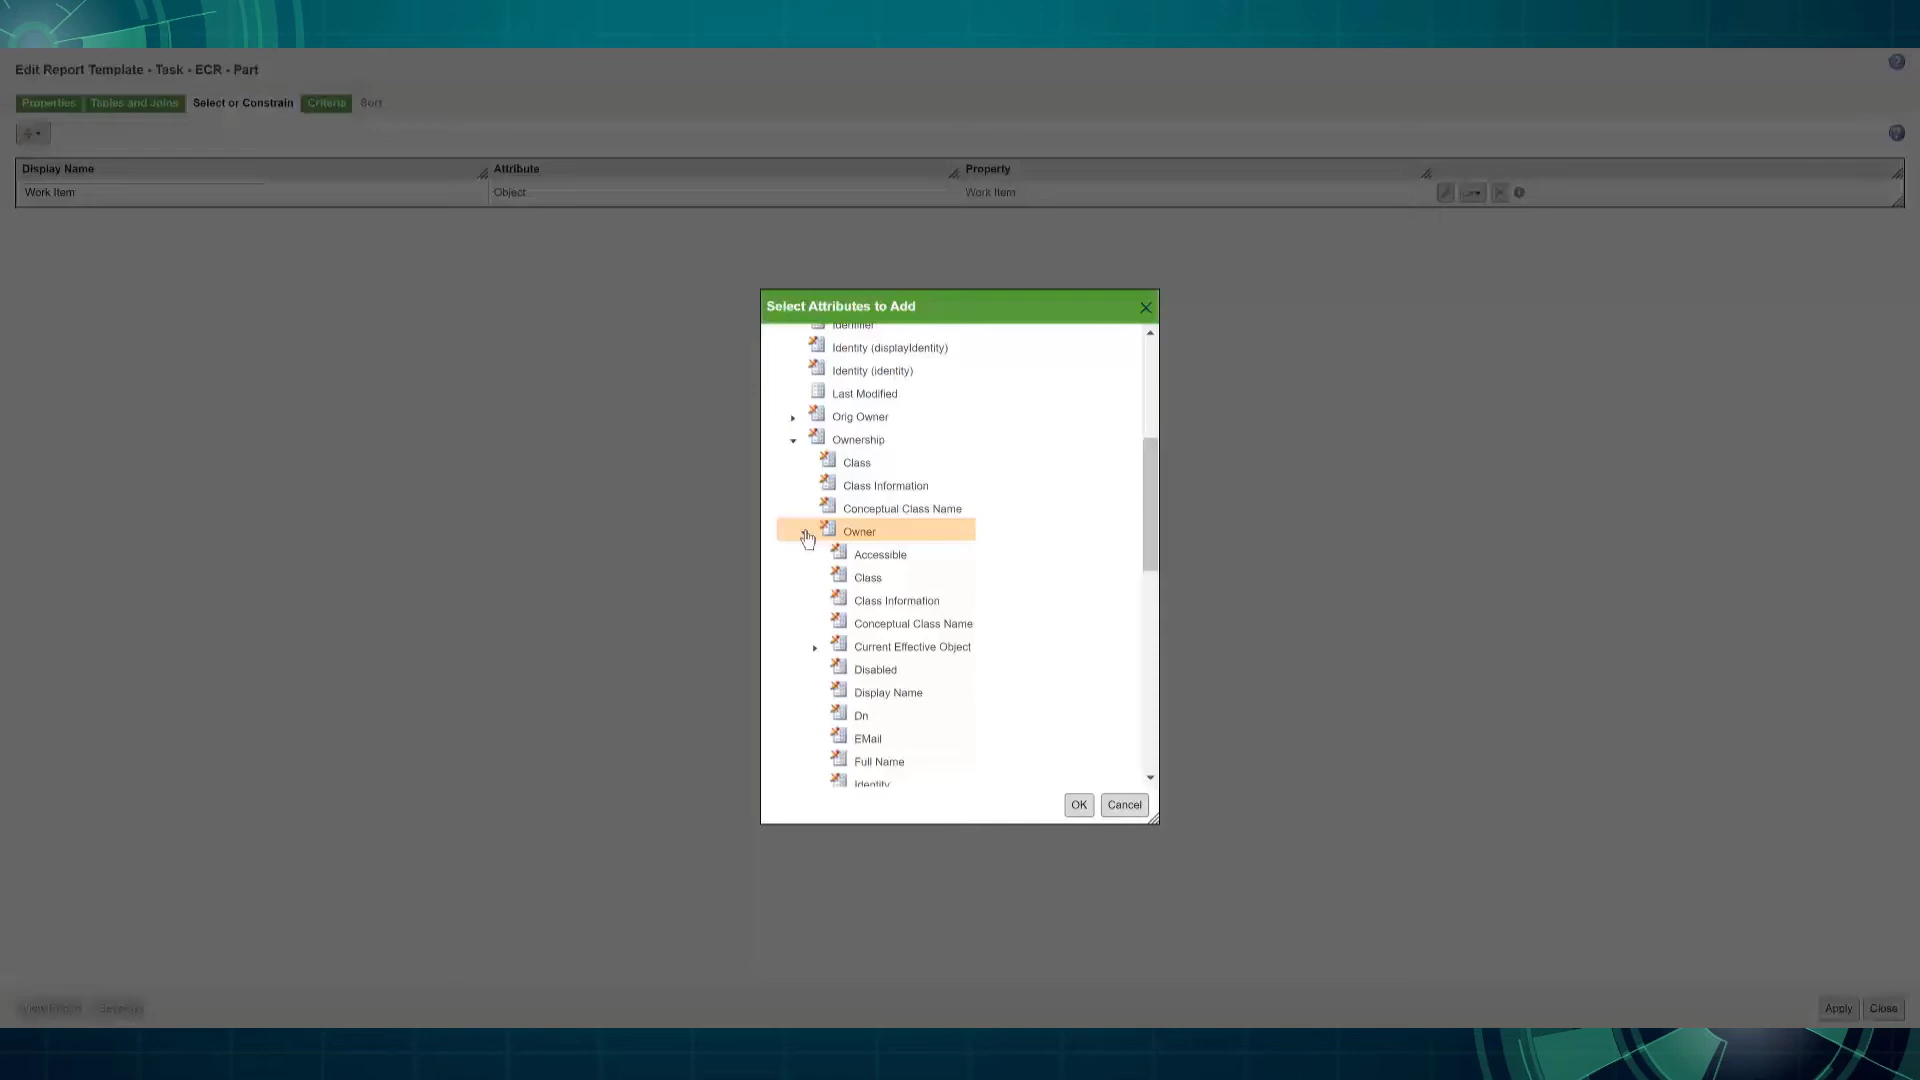 Edit Report Template - Task - ECR - Part
Properties Tables and Joins Select or Constrain Criteria Sort
Display Name Attribute Property
Work Item Object Work Item
Select Attributes to Add
Identifier
Identity (displayIdentity)
Identity (identity)
Last Modified
Orig Owner
Ownership
Class
Class Information
Conceptual Class Name
Owner
Accessible
Class
Class Information
Conceptual Class Name
Current Effective Object
Disabled
Display Name
Dn
EMail
Full Name
Identity
OK Cancel
Apply Close